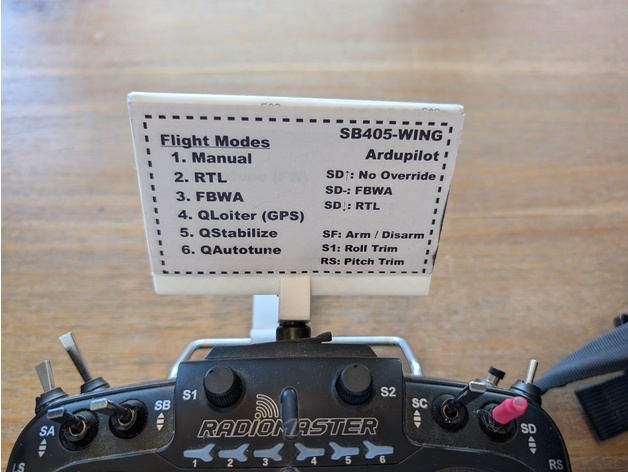 SB405-WING
Ardupilot
Flight Modes
1. Manual
2. RTL
3. FBWA
4. QLoiter (GPS)
5. QStabilize
6. QAutotune
SD↑: No Override
SD-: FBWA
SD↓: RTL
SF: Arm / Disarm
S1: Roll Trim
RS: Pitch Trim
S1
S2
SA
SB
SC
SD
RADIOMASTER
1 2 3 4 5 6
LS
RS